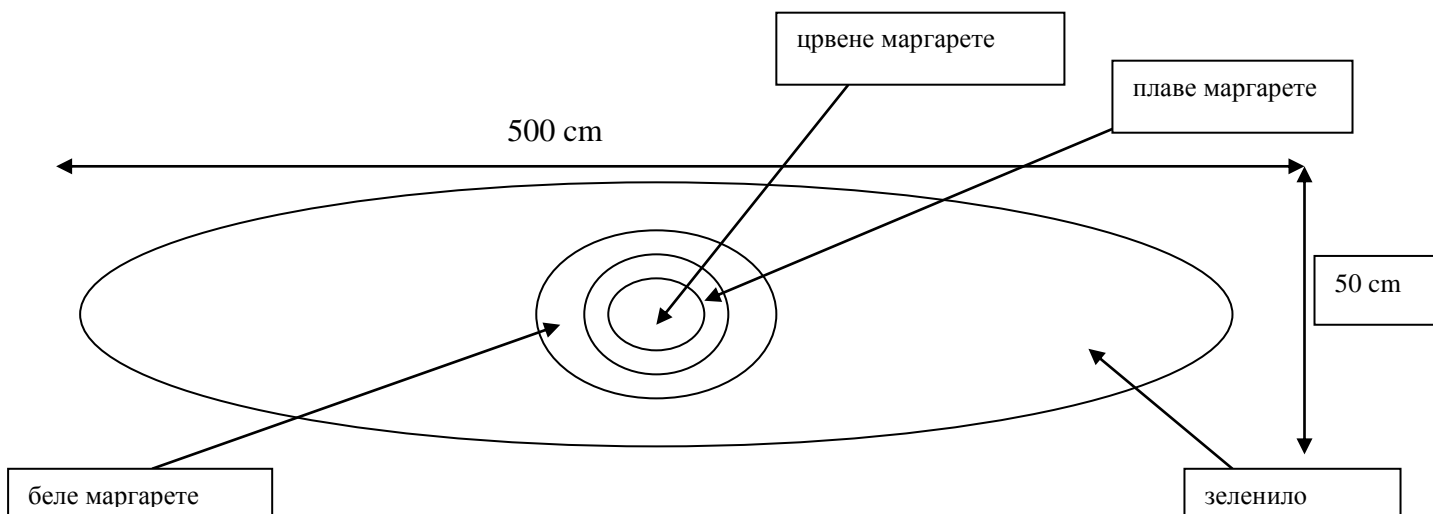 црвене маргарете
плаве маргарете
500 cm
50 cm
беле маргарете
зеленило